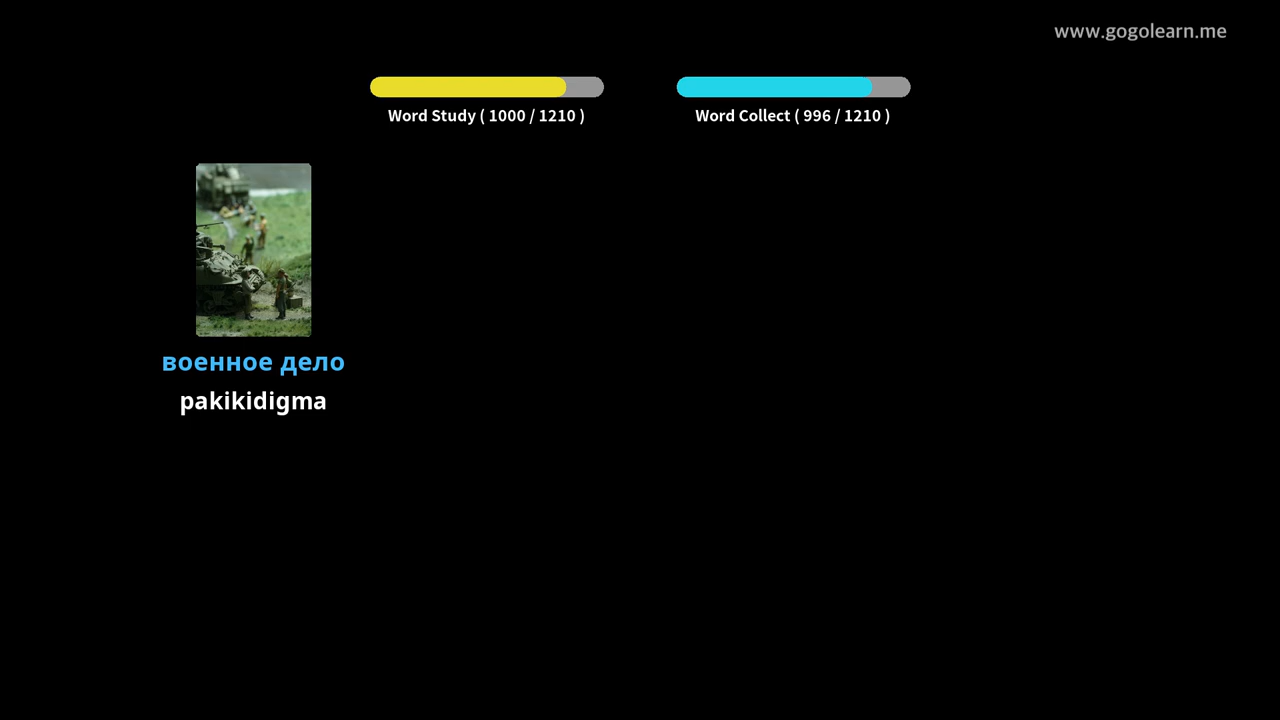 www.gogolearn.me
Word Study ( 1000 / 1210 )
Word Collect ( 996 / 1210 )
военное дело
pakikidigma